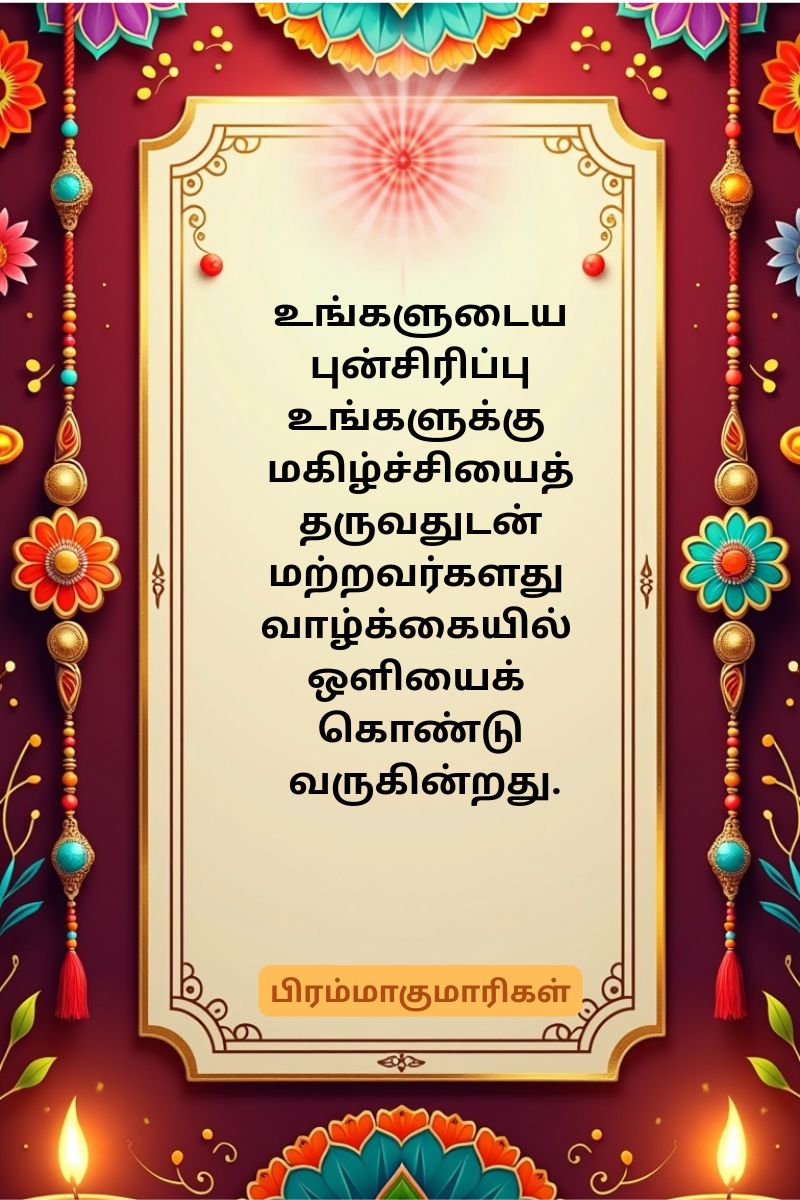 உங்களுடைய
புன்சிரிப்பு
உங்களுக்கு
மகிழ்ச்சியைத்
தருவதுடன்
மற்றவர்களது
வாழ்க்கையில்
ஒளியைக்
கொண்டு
வருகின்றது.
பிரம்மாகுமாரிகள்